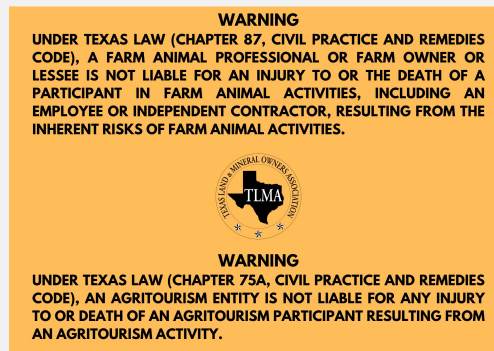 WARNING
UNDER TEXAS LAW (CHAPTER 87, CIVIL PRACTICE AND REMEDIES
CODE), A FARM ANIMAL PROFESSIONAL OR FARM OWNER OR
LESSEE IS NOT LIABLE FOR AN INJURY TO OR THE DEATH OF A
PARTICIPANT IN FARM ANIMAL ACTIVITIES, INCLUDING AN
EMPLOYEE OR INDEPENDENT CONTRACTOR, RESULTING FROM THE
INHERENT RISKS OF FARM ANIMAL ACTIVITIES.
TEXAS LAND & MINERAL OWNERS ASSOCIATION
TLMA
WARNING
UNDER TEXAS LAW (CHAPTER 75A, CIVIL PRACTICE AND REMEDIES
CODE), AN AGRITOURISM ENTITY IS NOT LIABLE FOR ANY INJURY
TO OR DEATH OF AN AGRITOURISM PARTICIPANT RESULTING FROM
AN AGRITOURISM ACTIVITY.